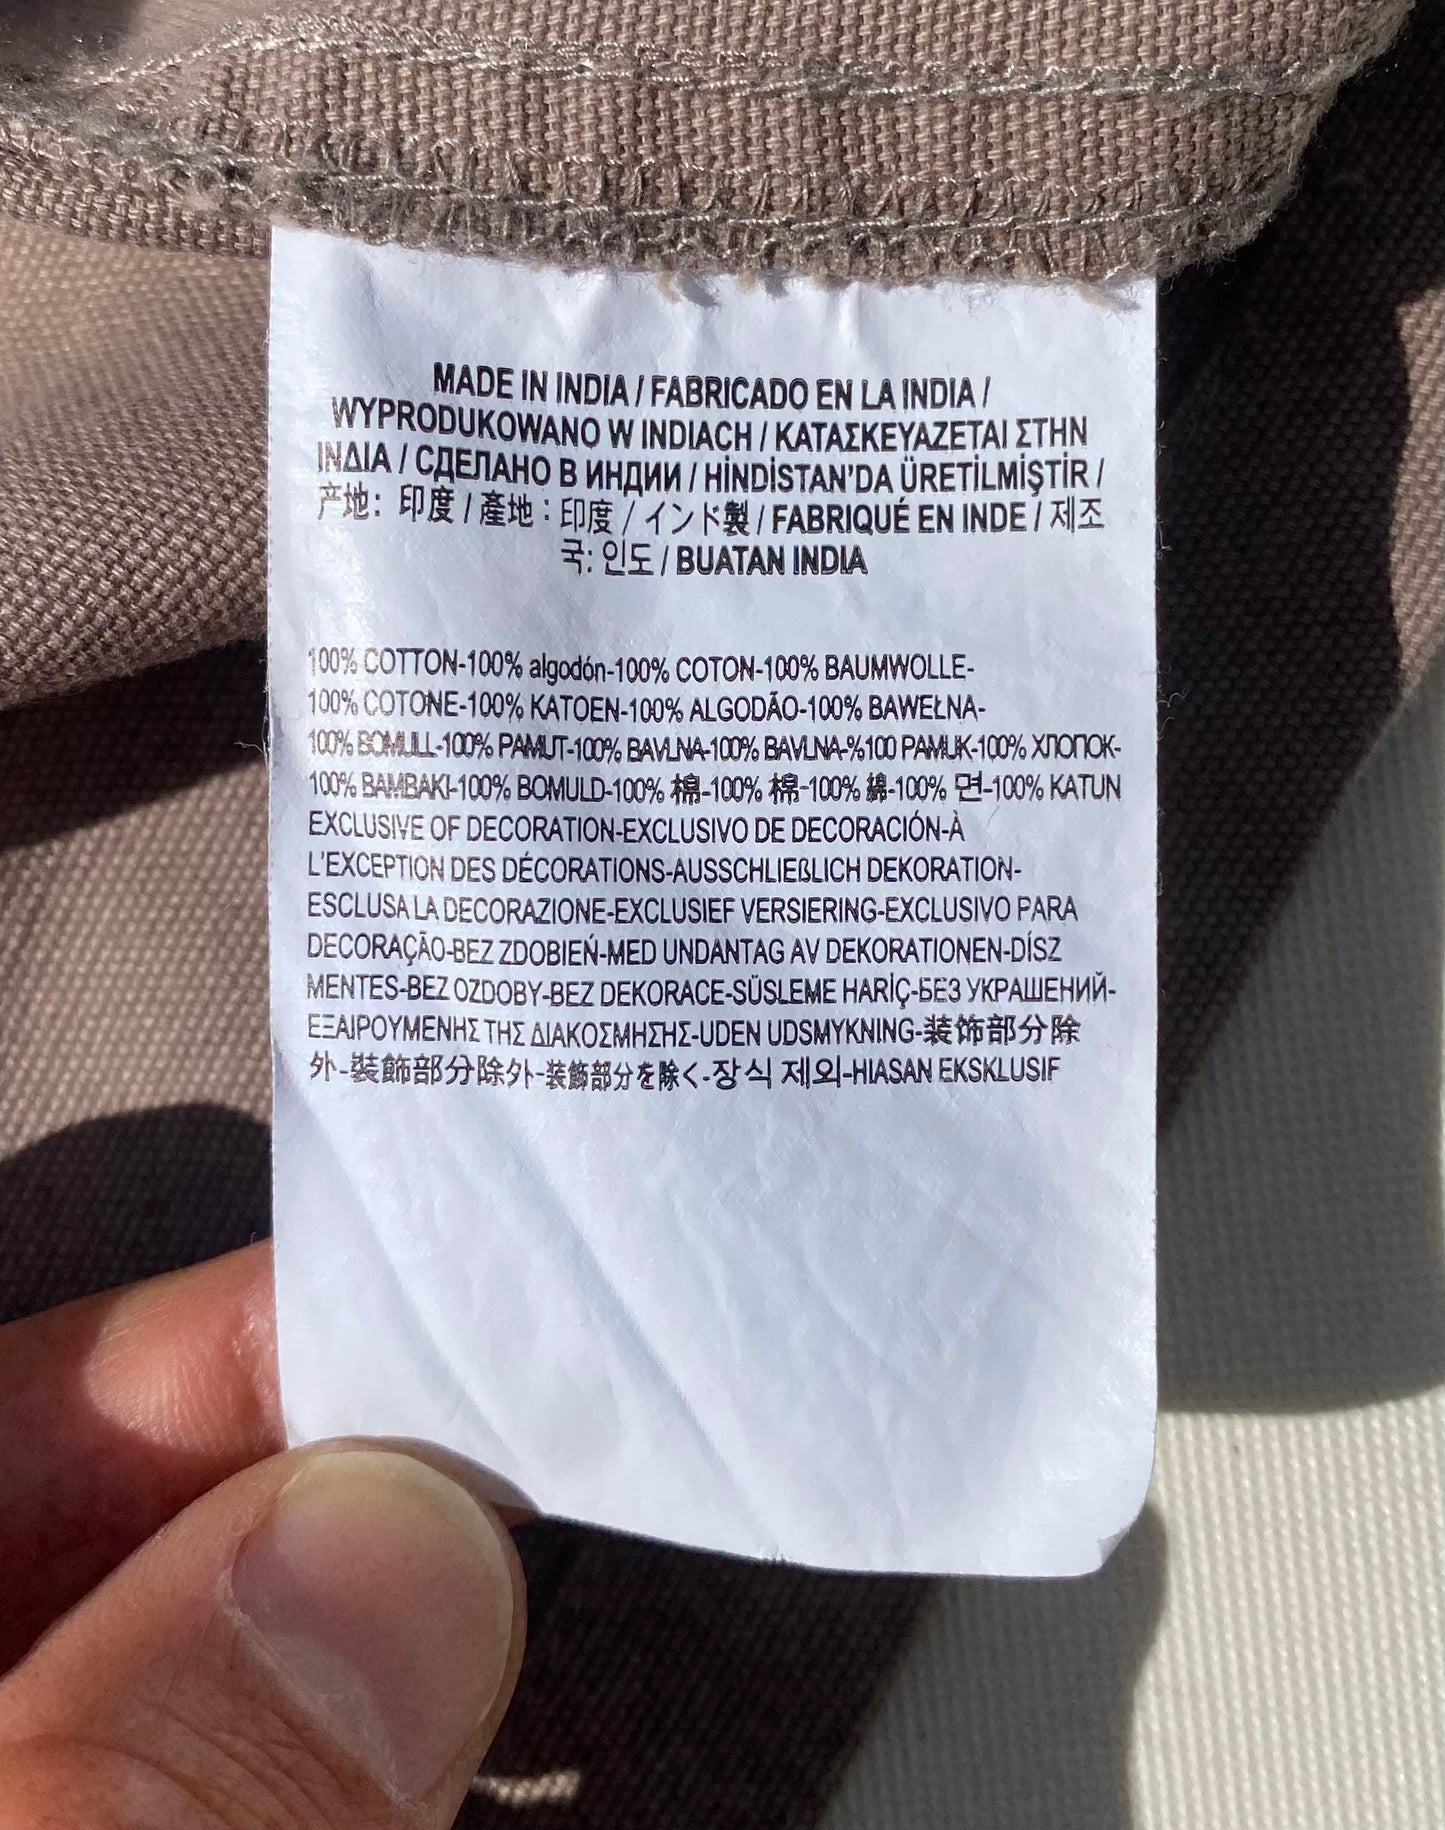 MADE IN INDIA / FABRICADO EN LA INDIA /
WYPRODUKOWANO W INDIACH / ΚΑΤΑΣΚΕΥΑΖΕΤΑΙ ΣΤΗΝ
ΙΝΔΙΑ / СДЕЛАНО В ИНДИИ / HİNDİSTAN'DA ÜRETİLMİŞTİR /
产地: 印度 / 產地 : 印度 / インド製 / FABRIQUÉ EN INDE / 제조
국: 인도 / BUATAN INDIA
100% COTTON-100% algodón-100% COTON-100% BAUMWOLLE-
100% COTONE-100% KATOEN-100% ALGODÃO-100% BAWEŁNA-
100% BOMULL-100% PAMUT-100% BAVLNA-100% BAVLNA-%100 PAMUK-100% ХЛОПОК-
100% BAMBAKI-100% BOMULD-100% 棉-100% 棉-100% 綿-100% 면-100% KATUN
EXCLUSIVE OF DECORATION-EXCLUSIVO DE DECORACIÓN-À
L'EXCEPTION DES DÉCORATIONS-AUSSCHLIEßLICH DEKORATION-
ESCLUSA LA DECORAZIONE-EXCLUSIEF VERSIERING-EXCLUSIVO PARA
DECORAÇÃO-BEZ ZDOBIEŃ-MED UNDANTAG AV DEKORATIONEN-DÍSZ
MENTES-BEZ OZDOBY-BEZ DEKORACE-SÜSLEME HARİÇ-БЕЗ УКРАШЕНИЙ-
ΕΞΑΙΡΟΥΜΕΝΗΣ ΤΗΣ ΔΙΑΚΟΣΜΗΣΗΣ-UDEN UDSMYKNING-装饰部分除
外-裝飾部分除外-装飾部分を除く-장식 제외-HIASAN EKSKLUSIF